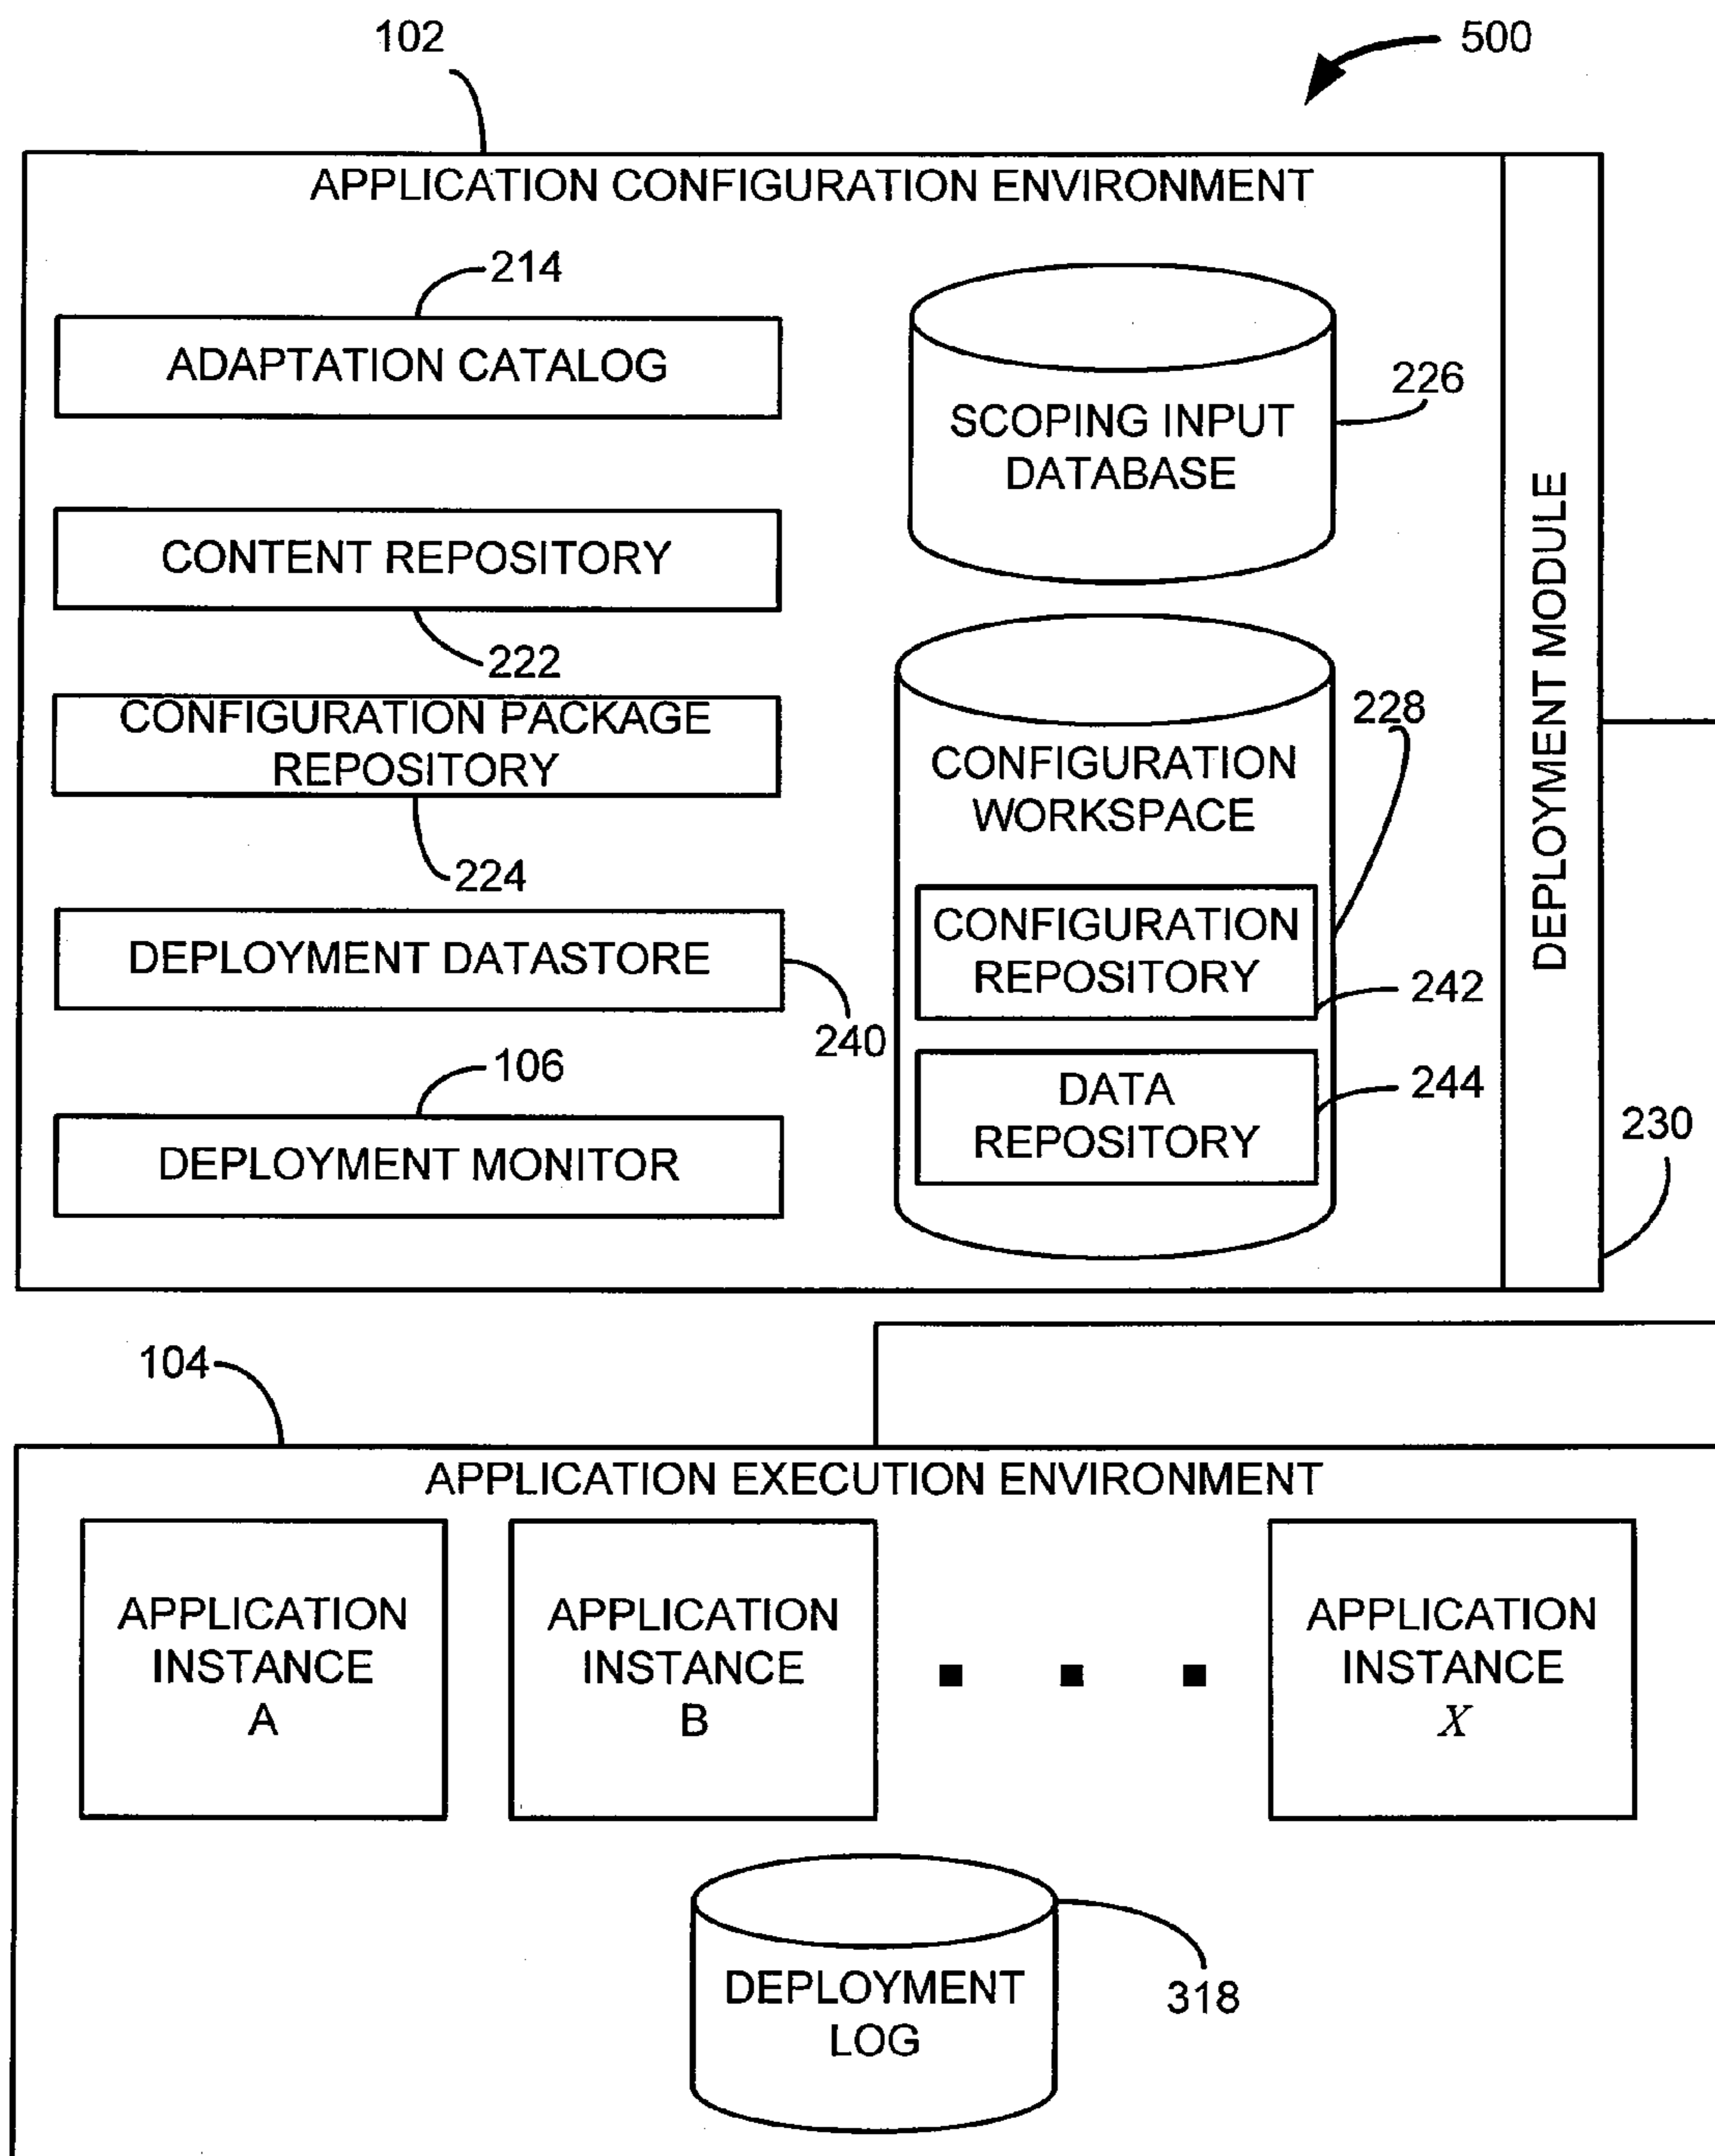 102
500
APPLICATION CONFIGURATION ENVIRONMENT
214
ADAPTATION CATALOG
CONTENT REPOSITORY
222
CONFIGURATION PACKAGE
REPOSITORY
224
DEPLOYMENT DATASTORE
240
106
DEPLOYMENT MONITOR
SCOPING INPUT
DATABASE
226
CONFIGURATION
WORKSPACE
228
CONFIGURATION
REPOSITORY
242
DATA
REPOSITORY
244
DEPLOYMENT MODULE
230
104
APPLICATION EXECUTION ENVIRONMENT
APPLICATION
INSTANCE
A
APPLICATION
INSTANCE
B
APPLICATION
INSTANCE
X
DEPLOYMENT
LOG
318